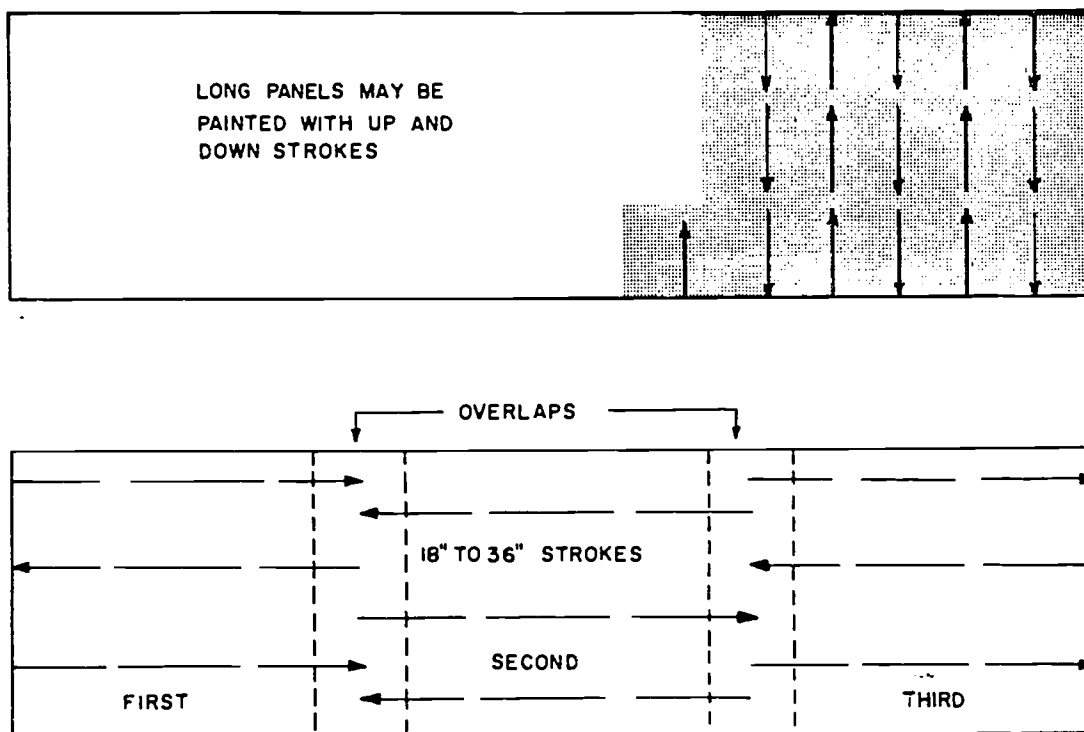 LONG PANELS MAY BE
PAINTED WITH UP AND
DOWN STROKES
OVERLAPS
18" TO 36" STROKES
SECOND
FIRST
THIRD